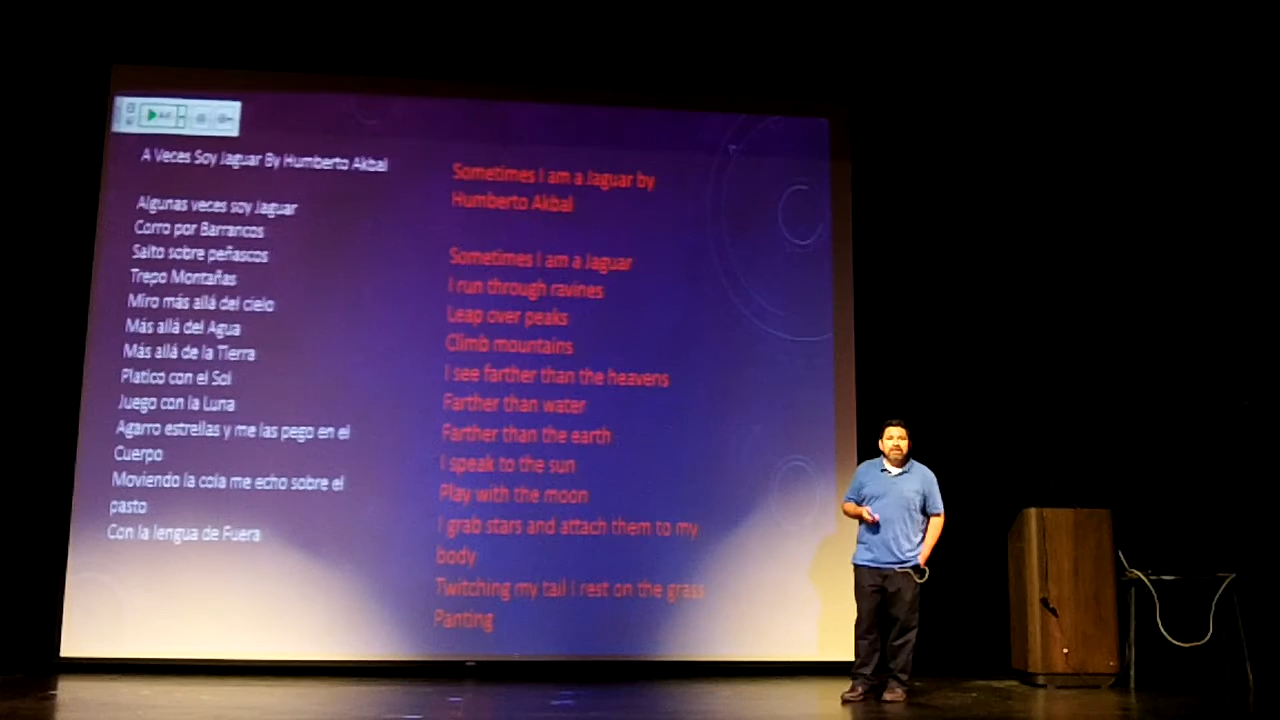 A Veces Soy Jaguar By Humberto Akbal
Algunas veces soy Jaguar
Corro por Barrancos
Salto sobre peñascos
Trepo Montañas
Miro más allá del cielo
Más allá del Agua
Más allá de la Tierra
Platico con el Sol
Juego con la Luna
Agarro estrellas y me las pego en el
Cuerpo
Moviendo la cola me echo sobre el
pasto
Con la lengua de Fuera
Sometimes I am a Jaguar by
Humberto Akbal
Sometimes I am a Jaguar
I run through ravines
Leap over peaks
Climb mountains
I see farther than the heavens
Farther than water
Farther than the earth
I speak to the sun
Play with the moon
I grab stars and attach them to my
body
Twitching my tail I rest on the grass
Panting